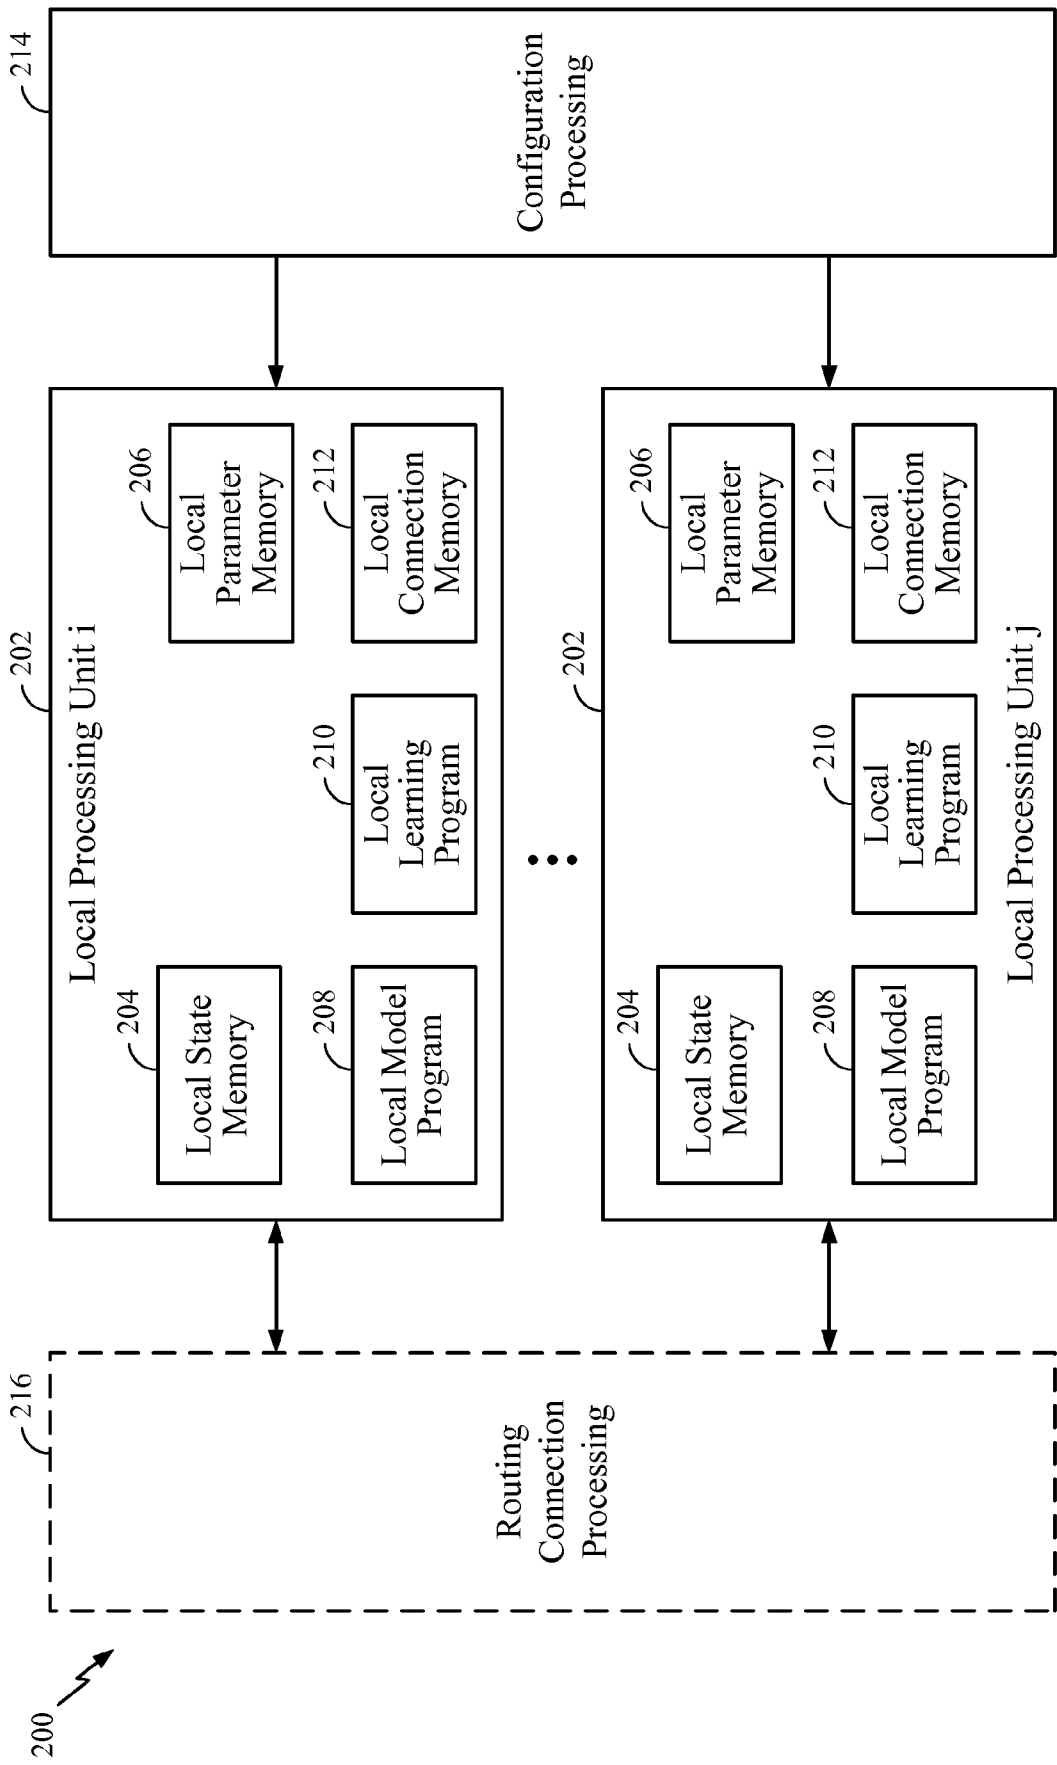 200
216
Routing
Connection
Processing
202
Local Processing Unit i
204
Local State
Memory
206
Local
Parameter
Memory
208
Local Model
Program
210
Local
Learning
Program
212
Local
Connection
Memory
202
204
Local State
Memory
206
Local
Parameter
Memory
208
Local Model
Program
210
Local
Learning
Program
212
Local
Connection
Memory
Local Processing Unit j
214
Configuration
Processing